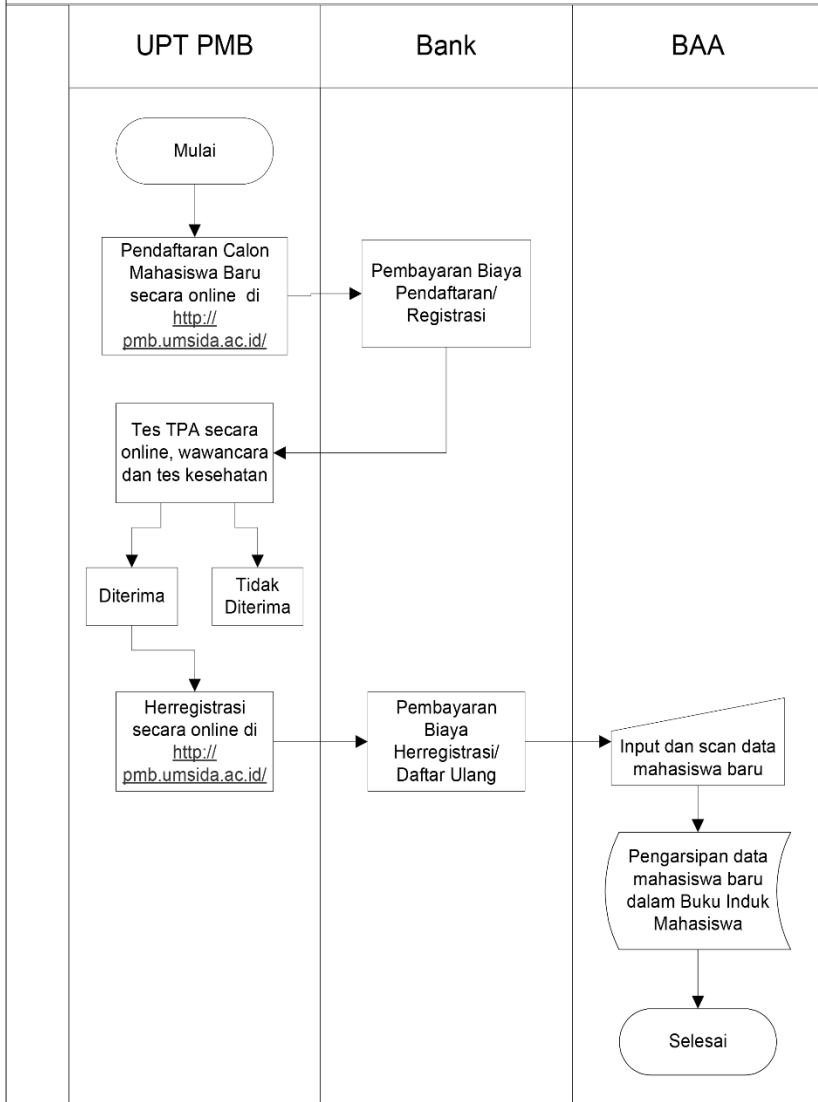 UPT PMB
Bank
BAA
Mulai
Pendaftaran Calon
Mahasiswa Baru
secara online di
http://
pmb.umsida.ac.id/
Pembayaran Biaya
Pendaftaran/
Registrasi
Tes TPA secara
online, wawancara
dan tes kesehatan
Diterima
Tidak
Diterima
Herregistrasi
secara online di
http://
pmb.umsida.ac.id/
Pembayaran
Biaya
Herregistrasi/
Daftar Ulang
Input dan scan data
mahasiswa baru
Pengarsipan data
mahasiswa baru
dalam Buku Induk
Mahasiswa
Selesai